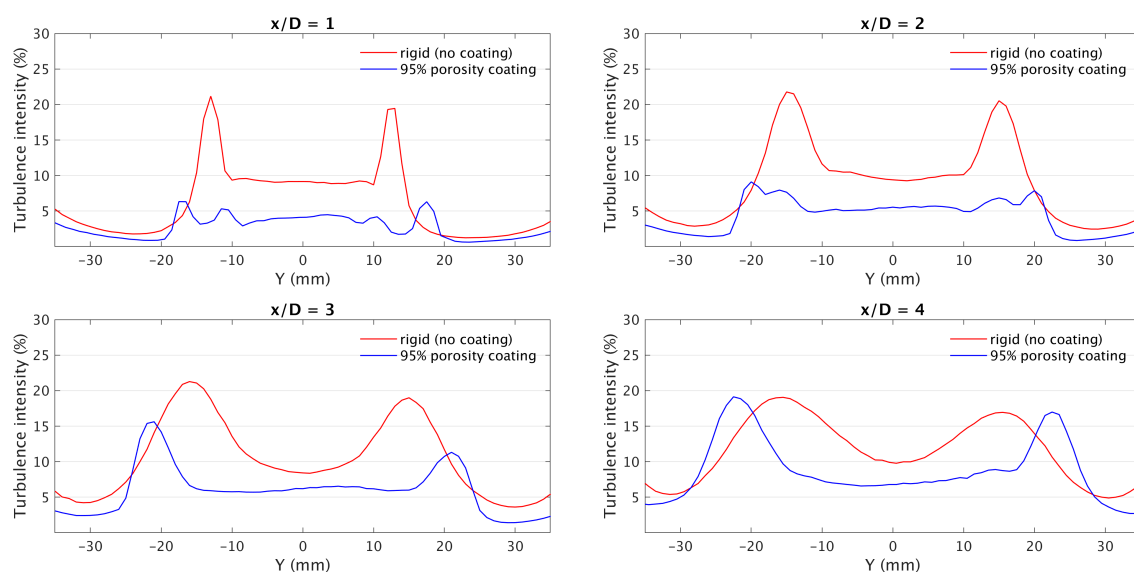 x/D = 1
Turbulence intensity (%)
30
25
20
15
10
5
rigid (no coating)
95% porosity coating
−30 −20 −10 0 10 20 30
Y (mm)
x/D = 2
Turbulence intensity (%)
30
25
20
15
10
5
rigid (no coating)
95% porosity coating
−30 −20 −10 0 10 20 30
Y (mm)
x/D = 3
Turbulence intensity (%)
30
25
20
15
10
5
rigid (no coating)
95% porosity coating
−30 −20 −10 0 10 20 30
Y (mm)
x/D = 4
Turbulence intensity (%)
30
25
20
15
10
5
rigid (no coating)
95% porosity coating
−30 −20 −10 0 10 20 30
Y (mm)